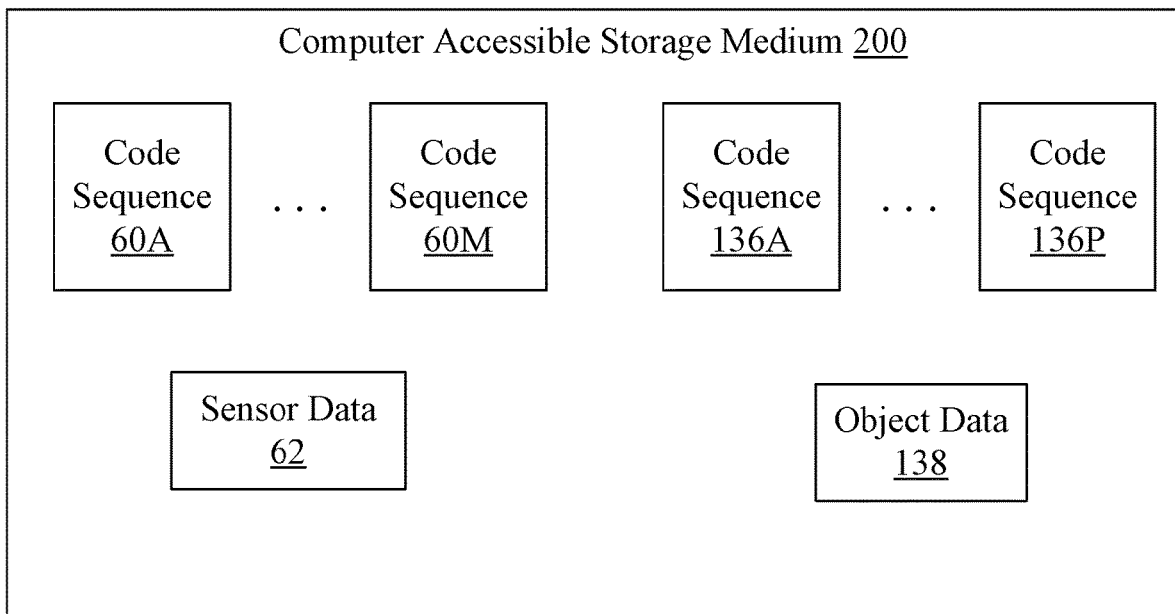 Computer Accessible Storage Medium 200
Code
Sequence
60A
. . .
Code
Sequence
60M
Code
Sequence
136A
. . .
Code
Sequence
136P
Sensor Data
62
Object Data
138